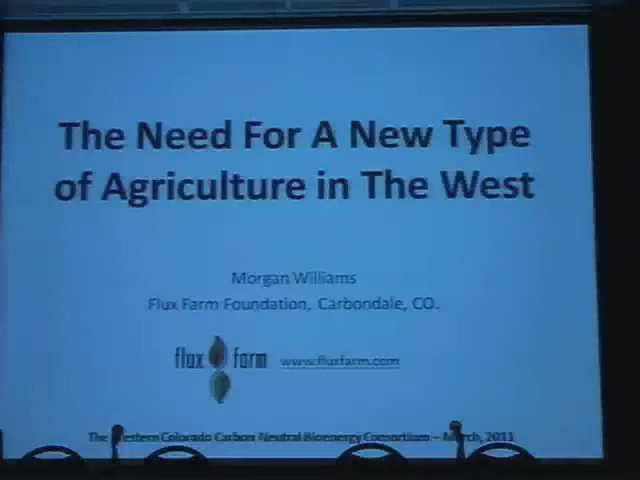 The Need For A New Type
of Agriculture in The West
Morgan Williams
Flux Farm Foundation, Carbondale, CO.
flux farm www.fluxfarm.com
The Western Colorado Carbon Neutral Bioenergy Consortium – March, 2011